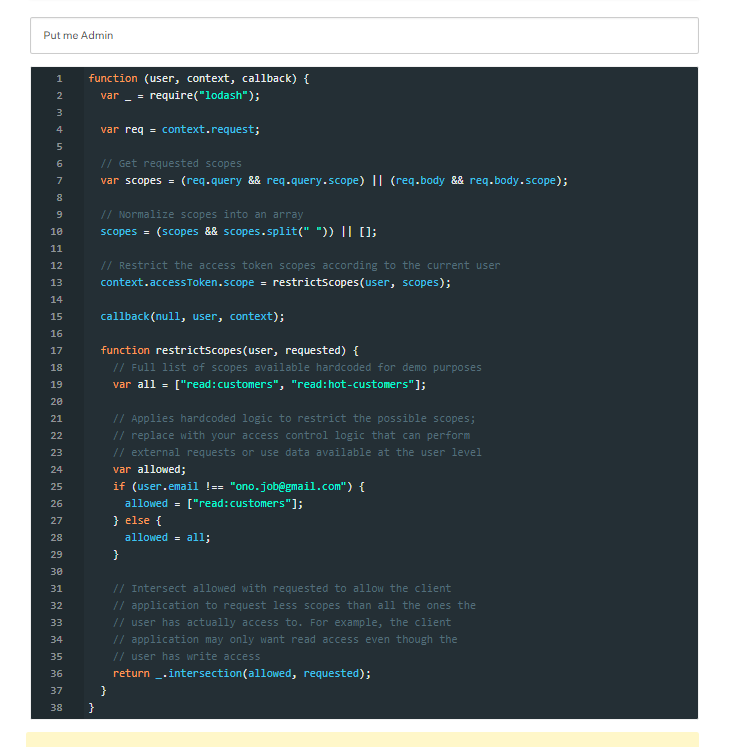 Put me Admin
1 function (user, context, callback) {
2 var _ = require("lodash");
3
4 var req = context.request;
5
6 // Get requested scopes
7 var scopes = (req.query && req.query.scope) || (req.body && req.body.scope);
8
9 // Normalize scopes into an array
10 scopes = (scopes && scopes.split(" ")) || [];
11
12 // Restrict the access token scopes according to the current user
13 context.accessToken.scope = restrictScopes(user, scopes);
14
15 callback(null, user, context);
16
17 function restrictScopes(user, requested) {
18 // Full list of scopes available hardcoded for demo purposes
19 var all = ["read:customers", "read:hot-customers"];
20
21 // Applies hardcoded logic to restrict the possible scopes;
22 // replace with your access control logic that can perform
23 // external requests or use data available at the user level
24 var allowed;
25 if (user.email !== "ono.job@gmail.com") {
26 allowed = ["read:customers"];
27 } else {
28 allowed = all;
29 }
30
31 // Intersect allowed with requested to allow the client
32 // application to request less scopes than all the ones the
33 // user has actually access to. For example, the client
34 // application may only want read access even though the
35 // user has write access
36 return _.intersection(allowed, requested);
37 }
38 }